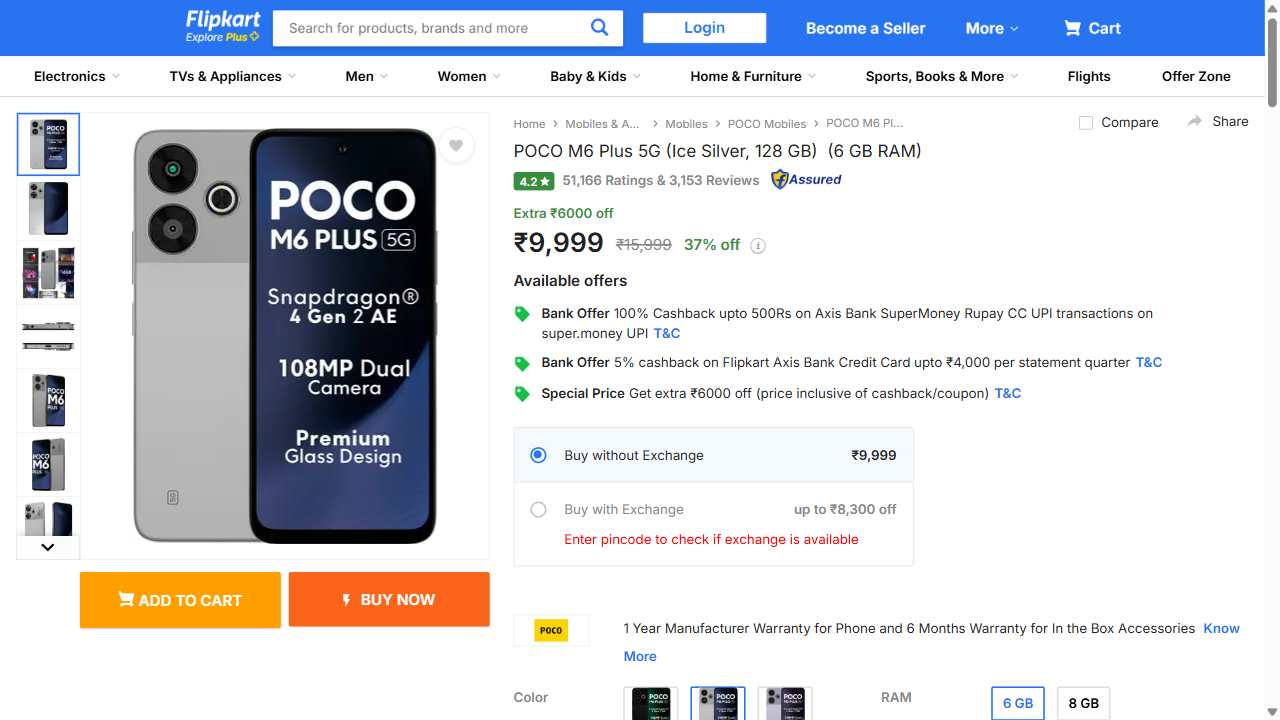 Flipkart
Explore Plus
Search for products, brands and more
Login
Become a Seller
More
Cart
Electronics
TVs & Appliances
Men
Women
Baby & Kids
Home & Furniture
Sports, Books & More
Flights
Offer Zone
POCO
M6 PLUS 5G
Snapdragon®
4 Gen 2 AE
108MP Dual
Camera
Premium
Glass Design
ADD TO CART
BUY NOW
Home
Mobiles & A...
Mobiles
POCO Mobiles
POCO M6 Pl...
Compare
Share
POCO M6 Plus 5G (Ice Silver, 128 GB) (6 GB RAM)
4.2★ 51,166 Ratings & 3,153 Reviews Assured
Extra ₹6000 off
₹9,999 ₹15,999 37% off
Available offers
Bank Offer 100% Cashback upto 500Rs on Axis Bank SuperMoney Rupay CC UPI transactions on
super.money UPI T&C
Bank Offer 5% cashback on Flipkart Axis Bank Credit Card upto ₹4,000 per statement quarter T&C
Special Price Get extra ₹6000 off (price inclusive of cashback/coupon) T&C
Buy without Exchange ₹9,999
Buy with Exchange up to ₹8,300 off
Enter pincode to check if exchange is available
POCO
1 Year Manufacturer Warranty for Phone and 6 Months Warranty for In the Box Accessories Know
More
Color
RAM
6 GB
8 GB